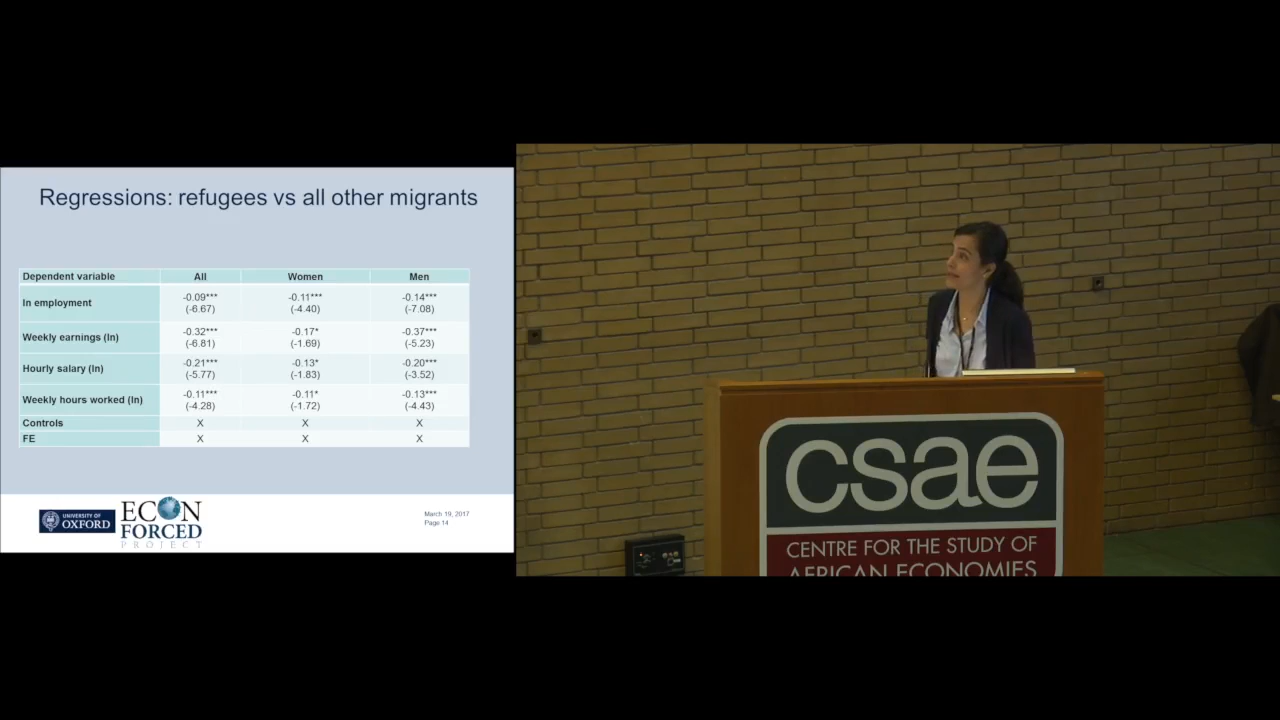 Regressions: refugees vs all other migrants
Dependent variable All Women Men
In employment -0.09*** -0.11*** -0.14***
(-6.67) (-4.40) (-7.08)
Weekly earnings (ln) -0.32*** -0.17* -0.37***
(-6.81) (-1.69) (-5.23)
Hourly salary (ln) -0.21*** -0.13* -0.20***
(-5.77) (-1.83) (-3.52)
Weekly hours worked (ln) -0.11*** -0.11* -0.13***
(-4.28) (-1.72) (-4.43)
Controls X X X
FE X X X
UNIVERSITY OF
OXFORD
ECON
FORCED
PROJECT
March 19, 2017
Page 14
csae
CENTRE FOR THE STUDY OF
AFRICAN ECONOMIES